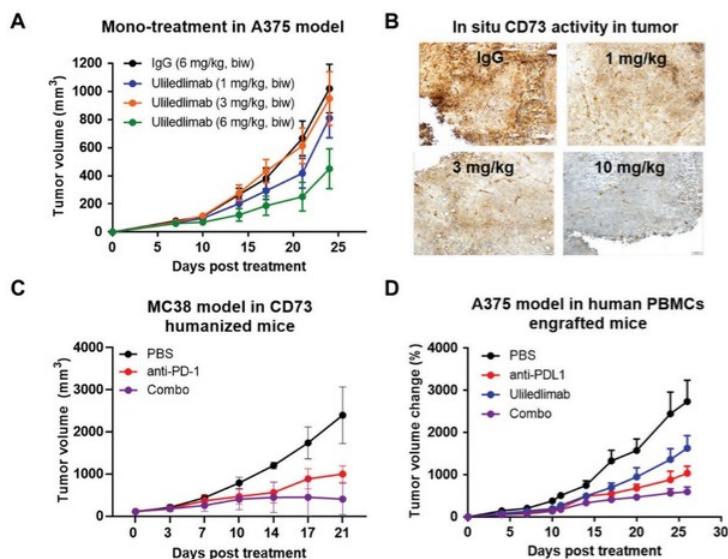 A
Mono-treatment in A375 model
Tumor volume (mm³)
1200
1000
800
600
400
200
0
IgG (6 mg/kg, biw)
Uliledlimab (1 mg/kg, biw)
Uliledlimab (3 mg/kg, biw)
Uliledlimab (6 mg/kg, biw)
0 5 10 15 20 25
Days post treatment
B
In situ CD73 activity in tumor
IgG 1 mg/kg
3 mg/kg 10 mg/kg
C
MC38 model in CD73
humanized mice
Tumor volume (mm³)
4000
3000
2000
1000
0
PBS
anti-PD-1
Combo
0 3 7 10 14 17 21
Days post treatment
D
A375 model in human PBMCs
engrafted mice
Tumor volume change (%)
4000
3000
2000
1000
0
PBS
anti-PDL1
Uliledlimab
Combo
0 5 10 15 20 25 30
Days post treatment